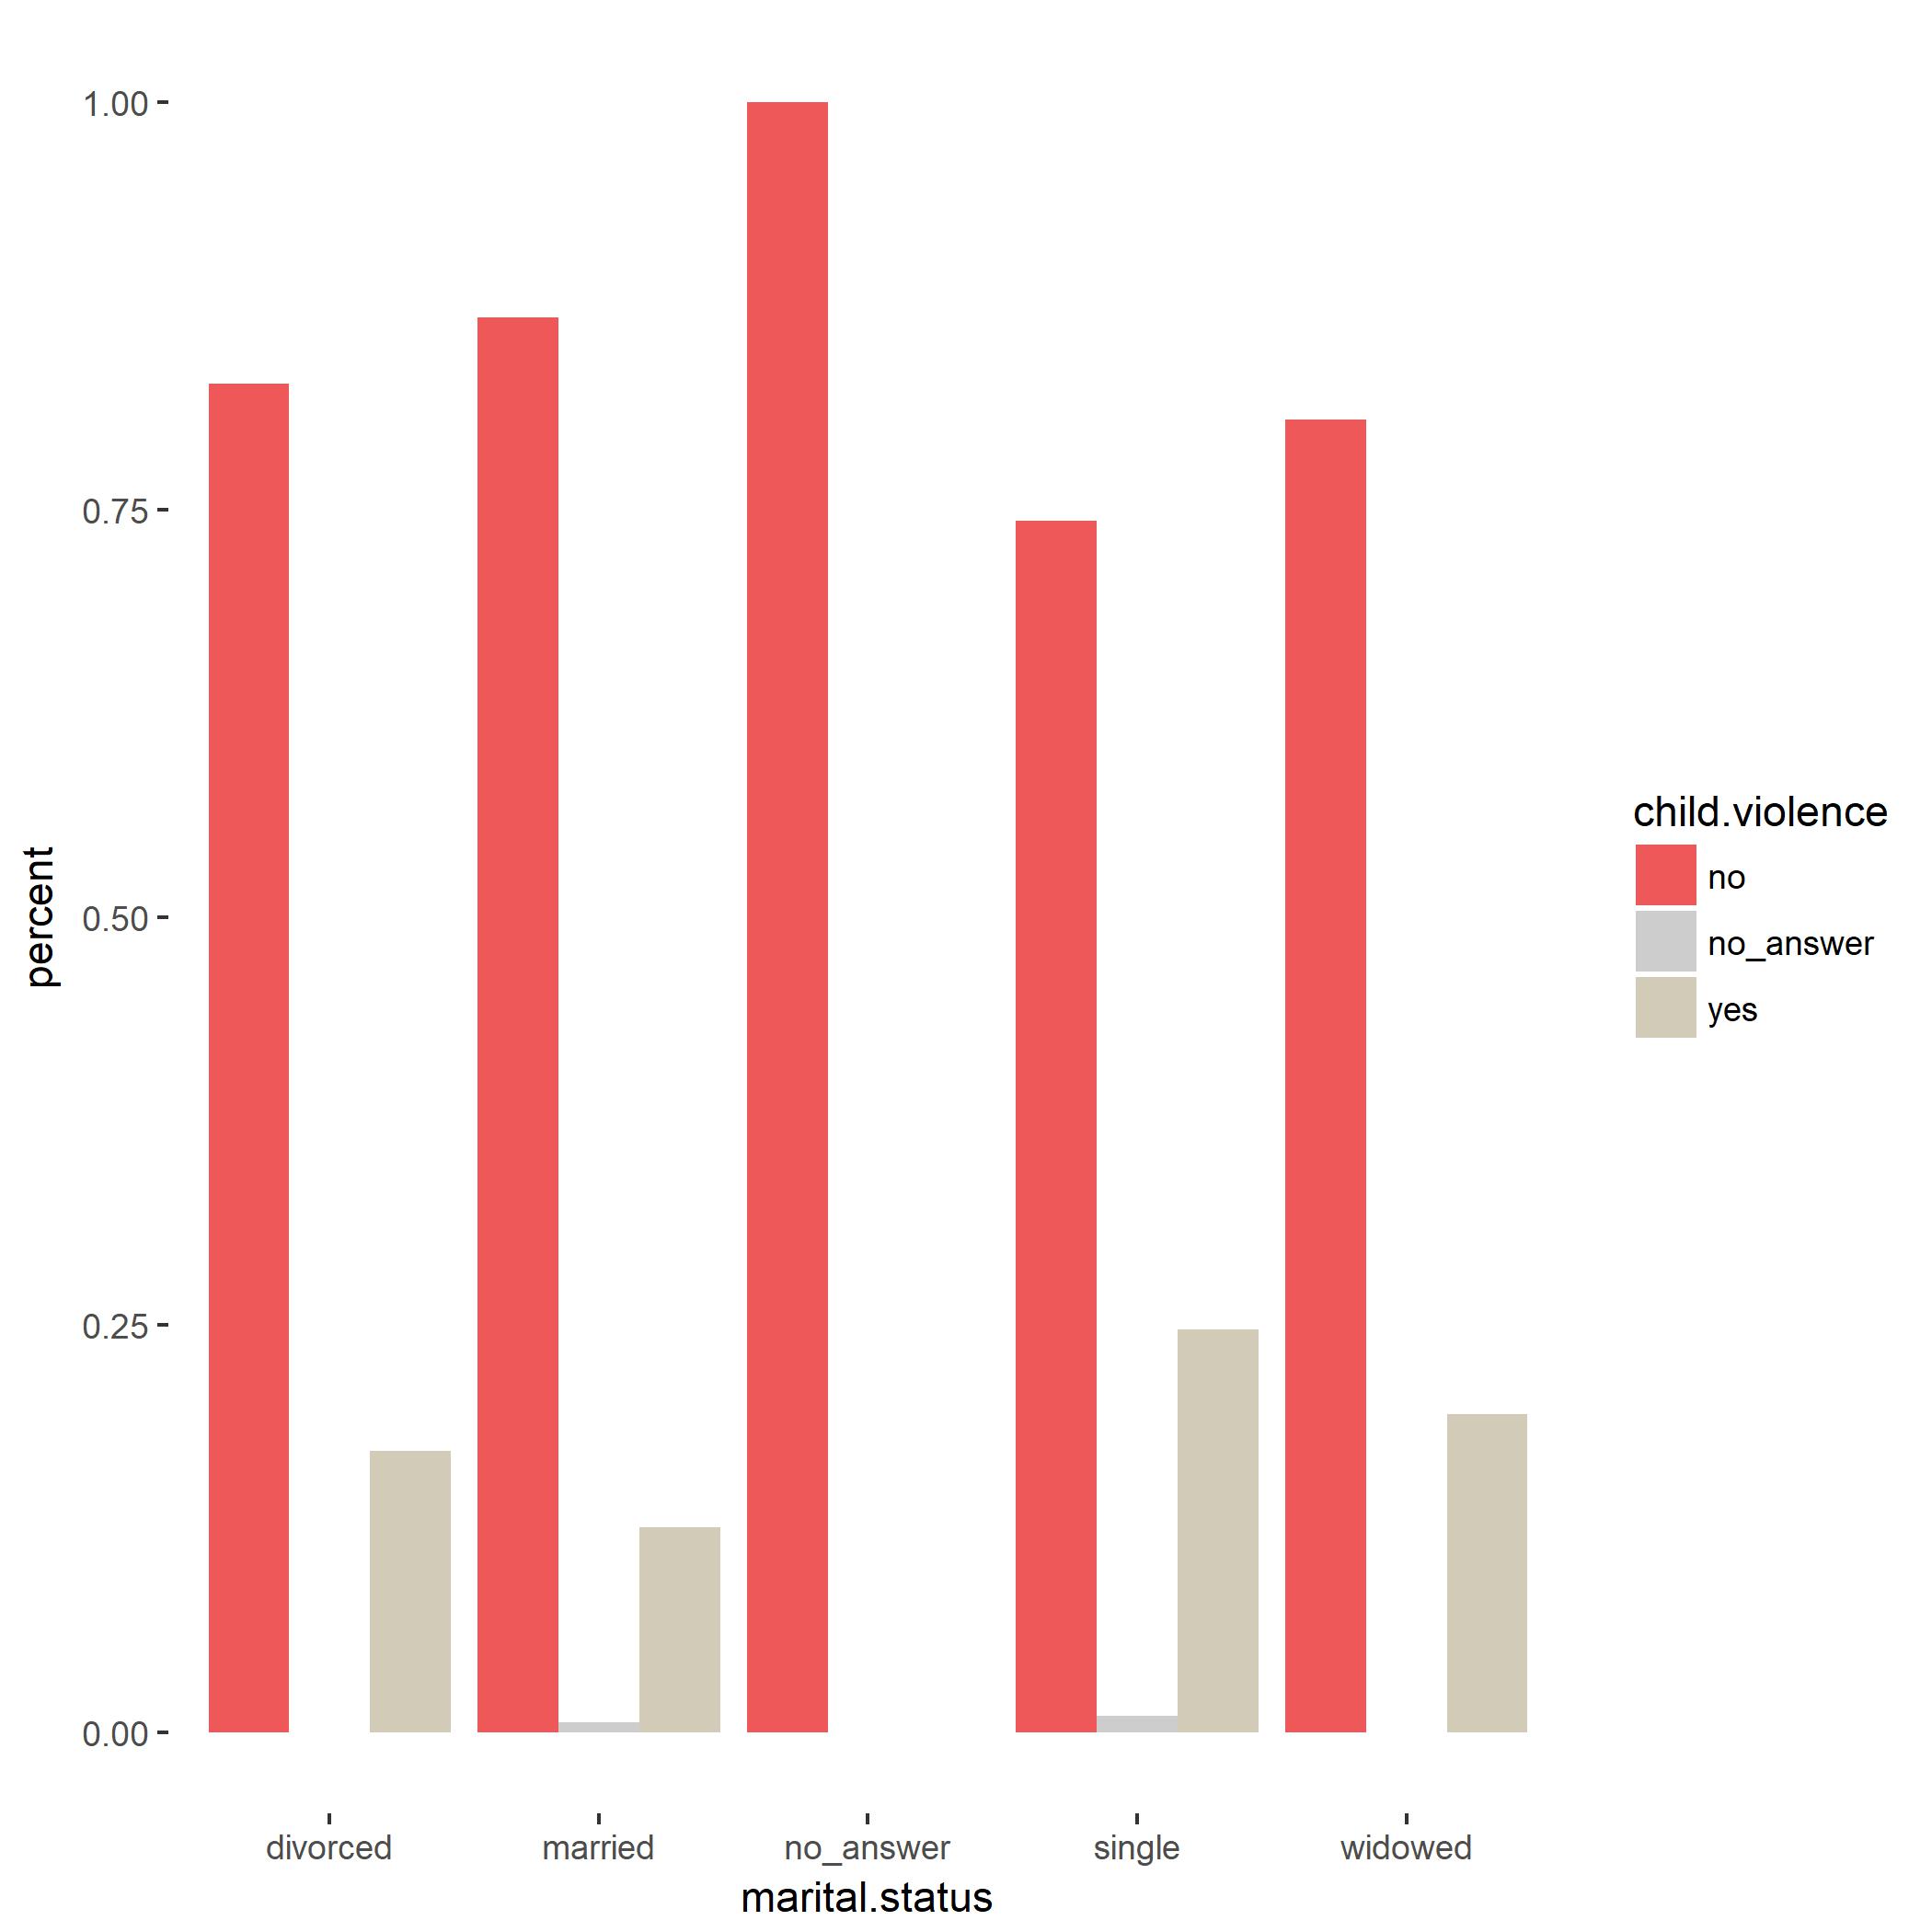 1.00
0.75
0.50
0.25
0.00
percent
divorced married no_answer single widowed
marital.status
child.violence
no
no_answer
yes